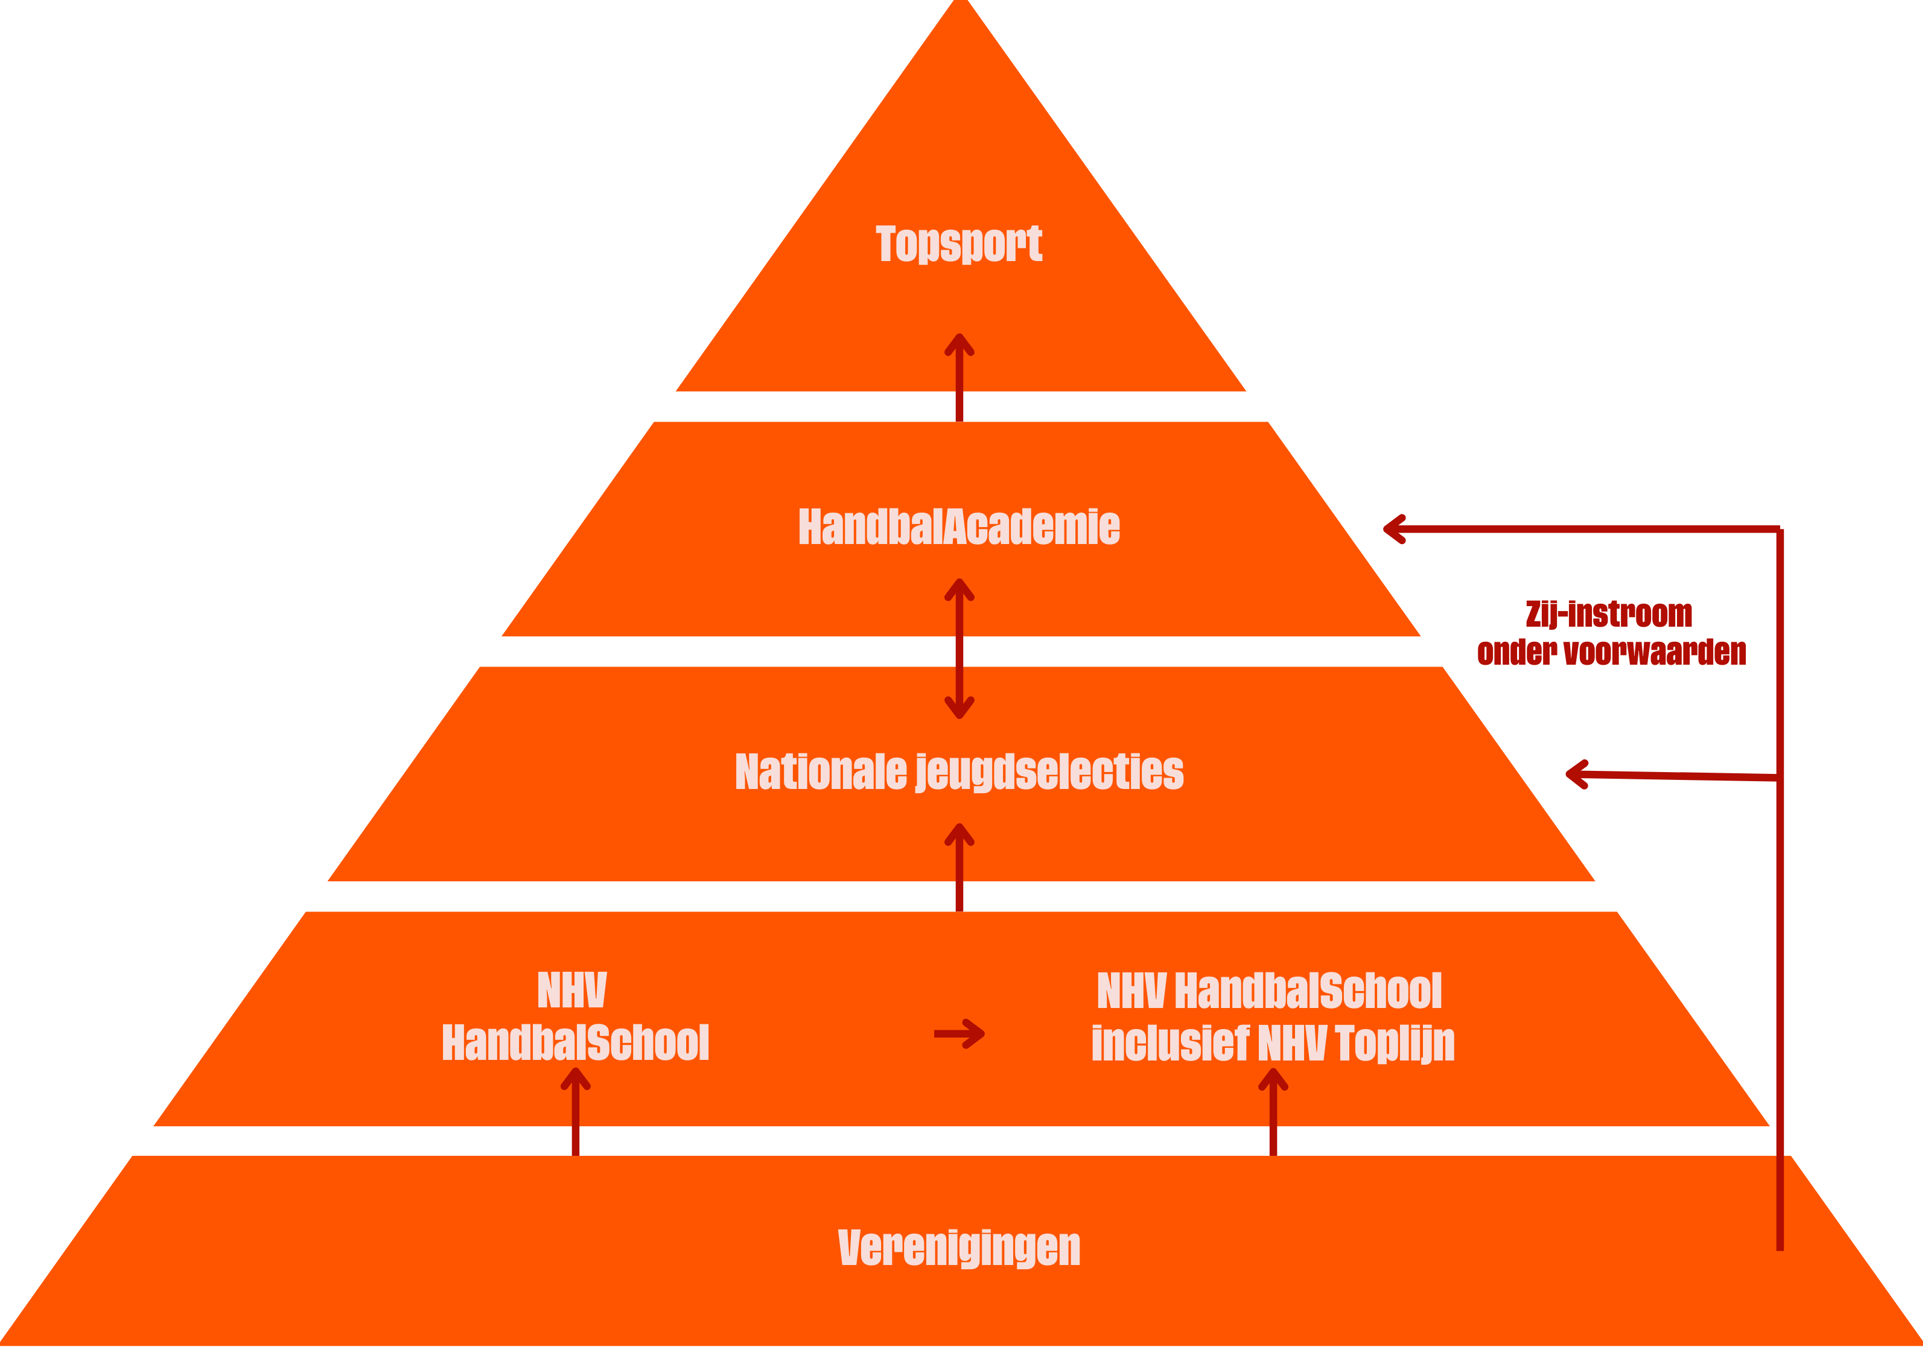 Topsport
HandbalAcademie
Zij-instroom
onder voorwaarden
Nationale jeugdselecties
NHV
HandbalSchool
NHV HandbalSchool
inclusief NHV Toplijn
Verenigingen